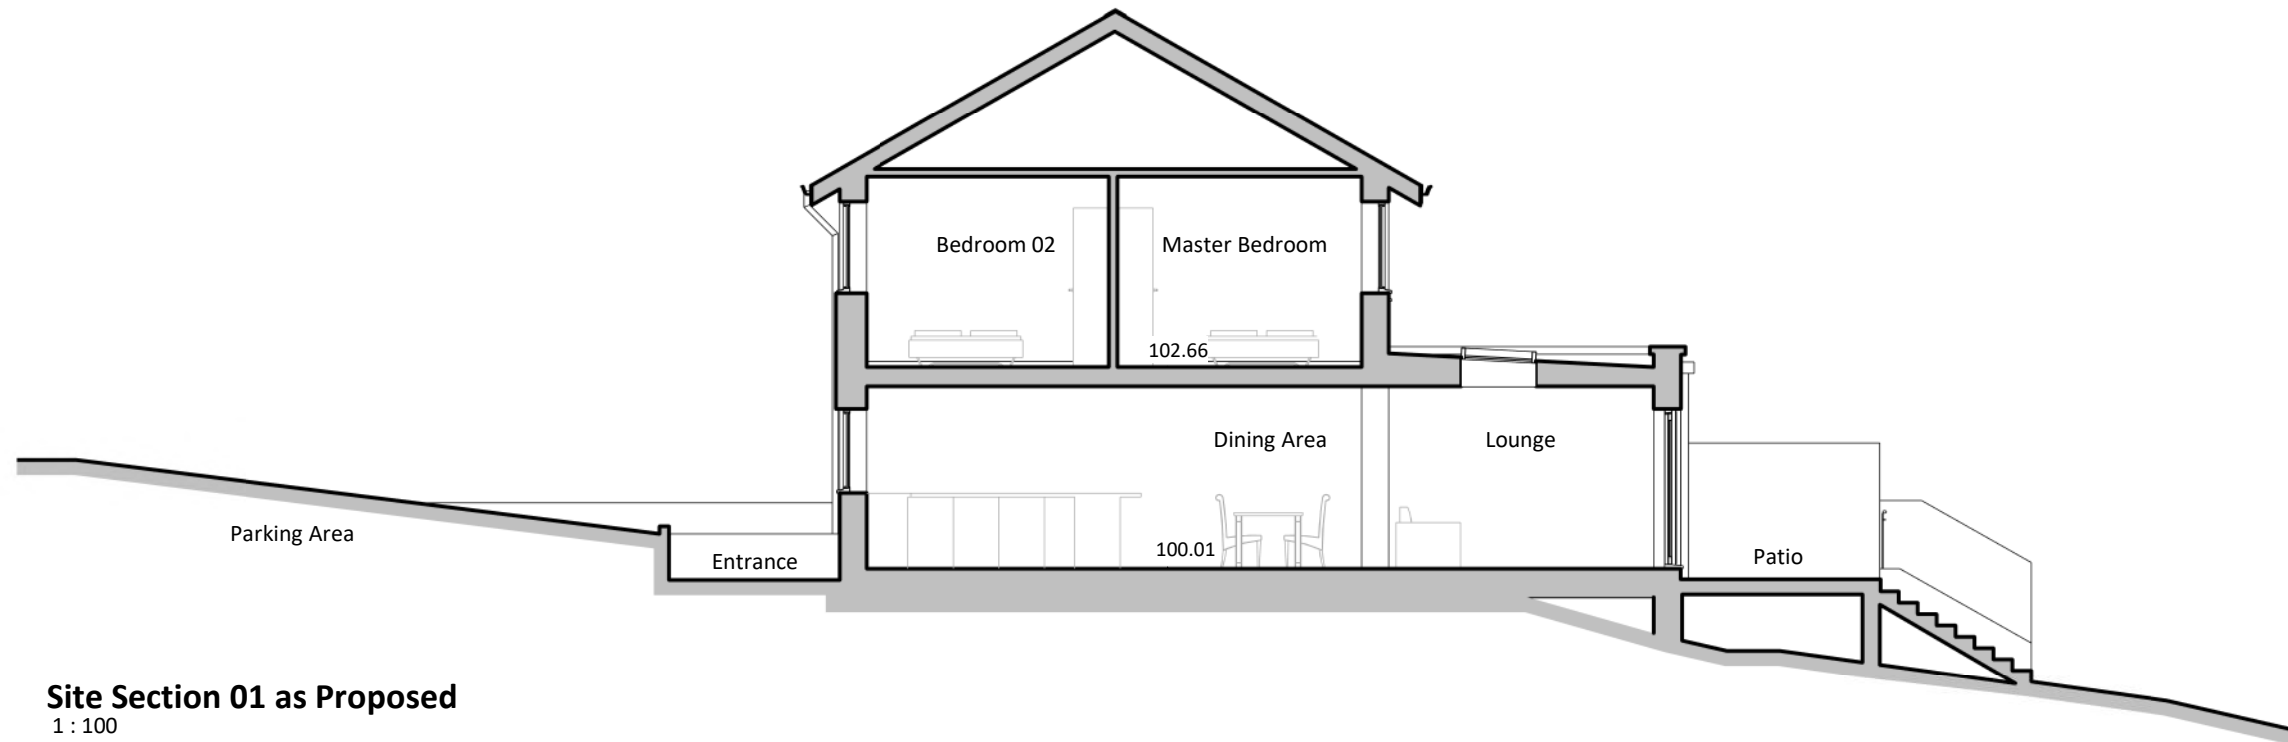 Bedroom 02
Master Bedroom
102.66
Dining Area
Lounge
Parking Area
Entrance
100.01
Patio
Site Section 01 as Proposed
1 : 100